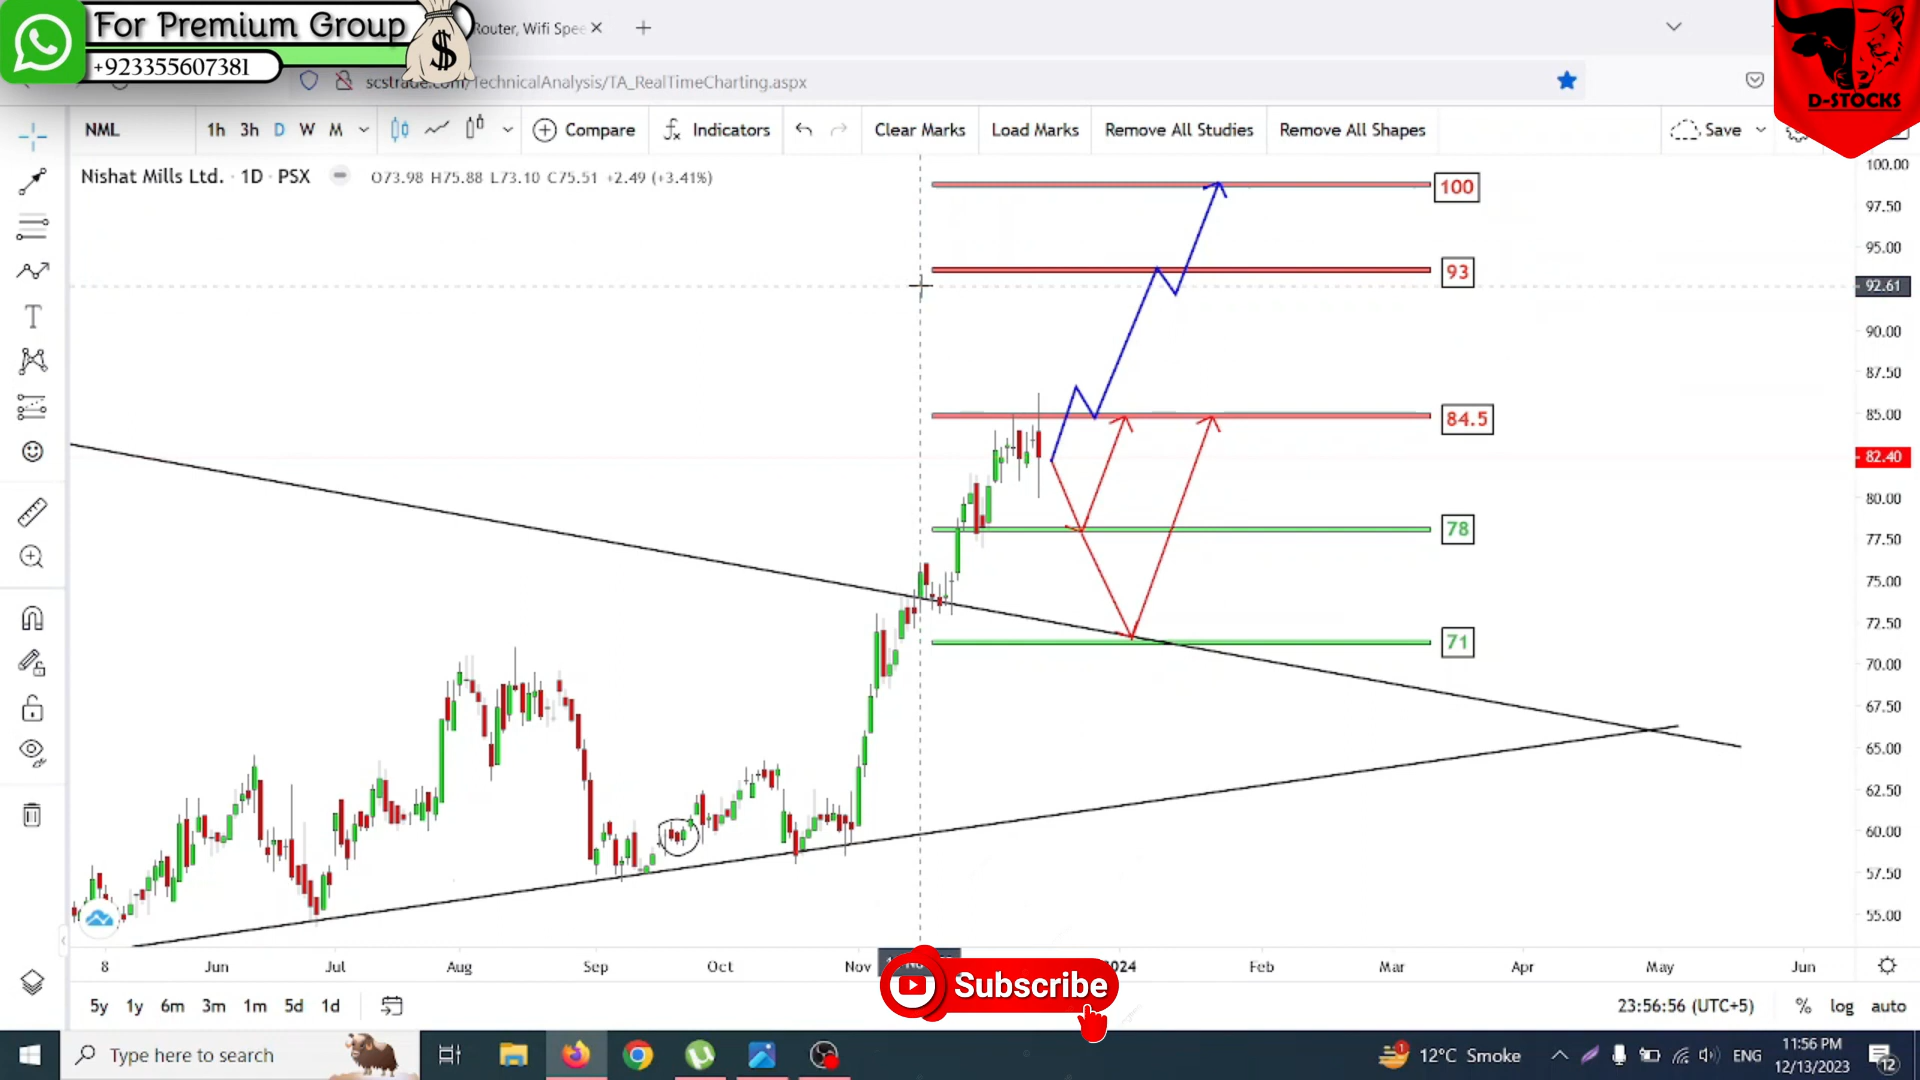 For Premium Group
+923355607381
$
Router, Wifi Spee
D-STOCKS
scstrade.com/TechnicalAnalysis/TA_RealTimeCharting.aspx
NML 1h 3h D W M Compare Indicators Clear Marks Load Marks Remove All Studies Remove All Shapes Save
Nishat Mills Ltd. · 1D · PSX O73.98 H75.88 L73.10 C75.51 +2.49 (+3.41%)
100.00
100
97.50
95.00
93
92.61
90.00
87.50
85.00
84.5
82.40
80.00
78
77.50
75.00
72.50
71
70.00
67.50
65.00
62.50
60.00
57.50
55.00
8 Jun Jul Aug Sep Oct Nov 2024 Feb Mar Apr May Jun
Subscribe
5y 1y 6m 3m 1m 5d 1d 23:56:56 (UTC+5) % log auto
Type here to search
1
12°C Smoke ENG
11:56 PM
12/13/2023
12